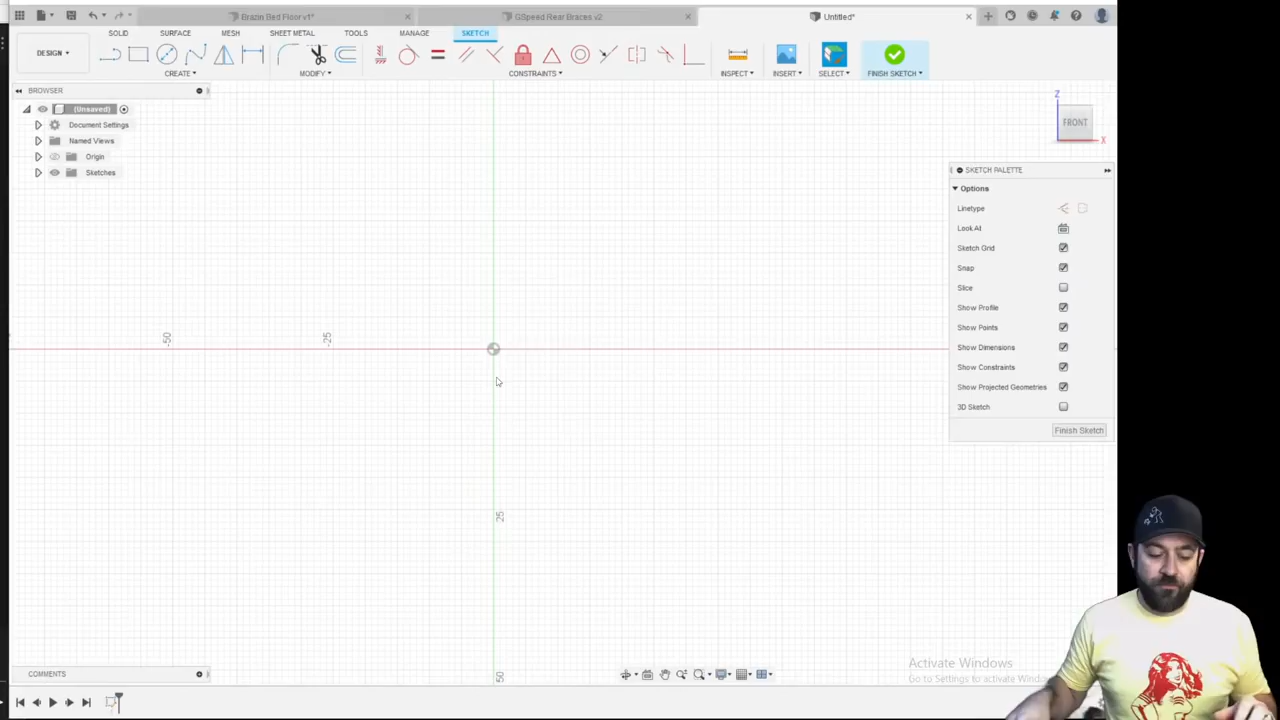 Brazin Bed Floor v1*
GSpeed Rear Braces v2
Untitled*
DESIGN
SOLID
SURFACE
MESH
SHEET METAL
TOOLS
MANAGE
SKETCH
CREATE
MODIFY
CONSTRAINTS
INSPECT
INSERT
SELECT
FINISH SKETCH
BROWSER
(Unsaved)
Document Settings
Named Views
Origin
Sketches
Z
FRONT
X
SKETCH PALETTE
Options
Linetype
Look At
Sketch Grid
Snap
Slice
Show Profile
Show Points
Show Dimensions
Show Constraints
Show Projected Geometries
3D Sketch
Finish Sketch
-50
-25
25
50
COMMENTS
Activate Windows
Go to Settings to activate Windo